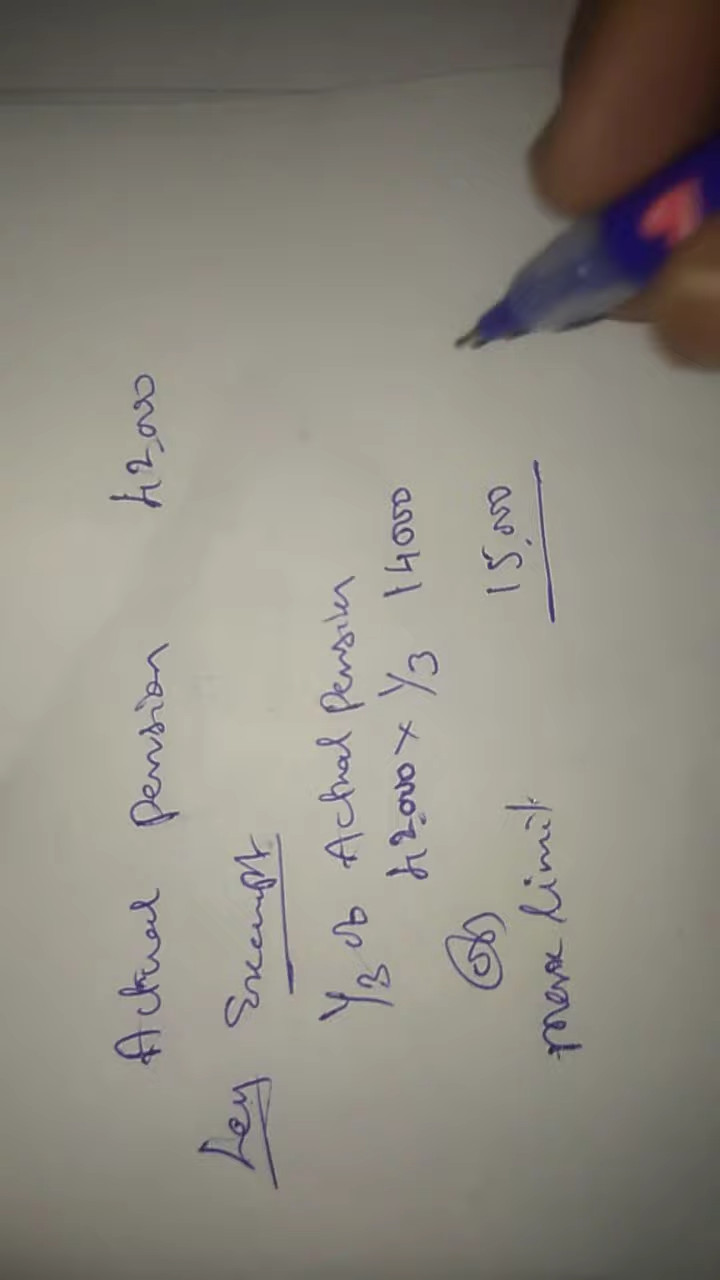 Actual pension 42,000
Ley Exempt
1/3 of Actual pension
42,000 x 1/3 14000
or
max limit 15,000